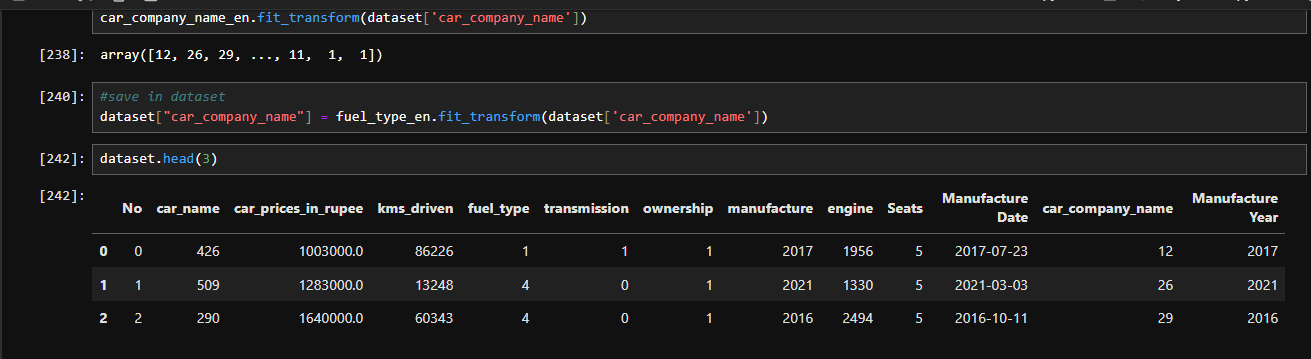 car_company_name_en.fit_transform(dataset['car_company_name'])
[238]: array([12, 26, 29, ..., 11,  1,  1])
[240]: #save in dataset
dataset["car_company_name"] = fuel_type_en.fit_transform(dataset['car_company_name'])
[242]: dataset.head(3)
[242]:
No car_name car_prices_in_rupee kms_driven fuel_type transmission ownership manufacture engine Seats Manufacture Date car_company_name Manufacture Year
0 0 426 1003000.0 86226 1 1 1 2017 1956 5 2017-07-23 12 2017
1 1 509 1283000.0 13248 4 0 1 2021 1330 5 2021-03-03 26 2021
2 2 290 1640000.0 60343 4 0 1 2016 2494 5 2016-10-11 29 2016